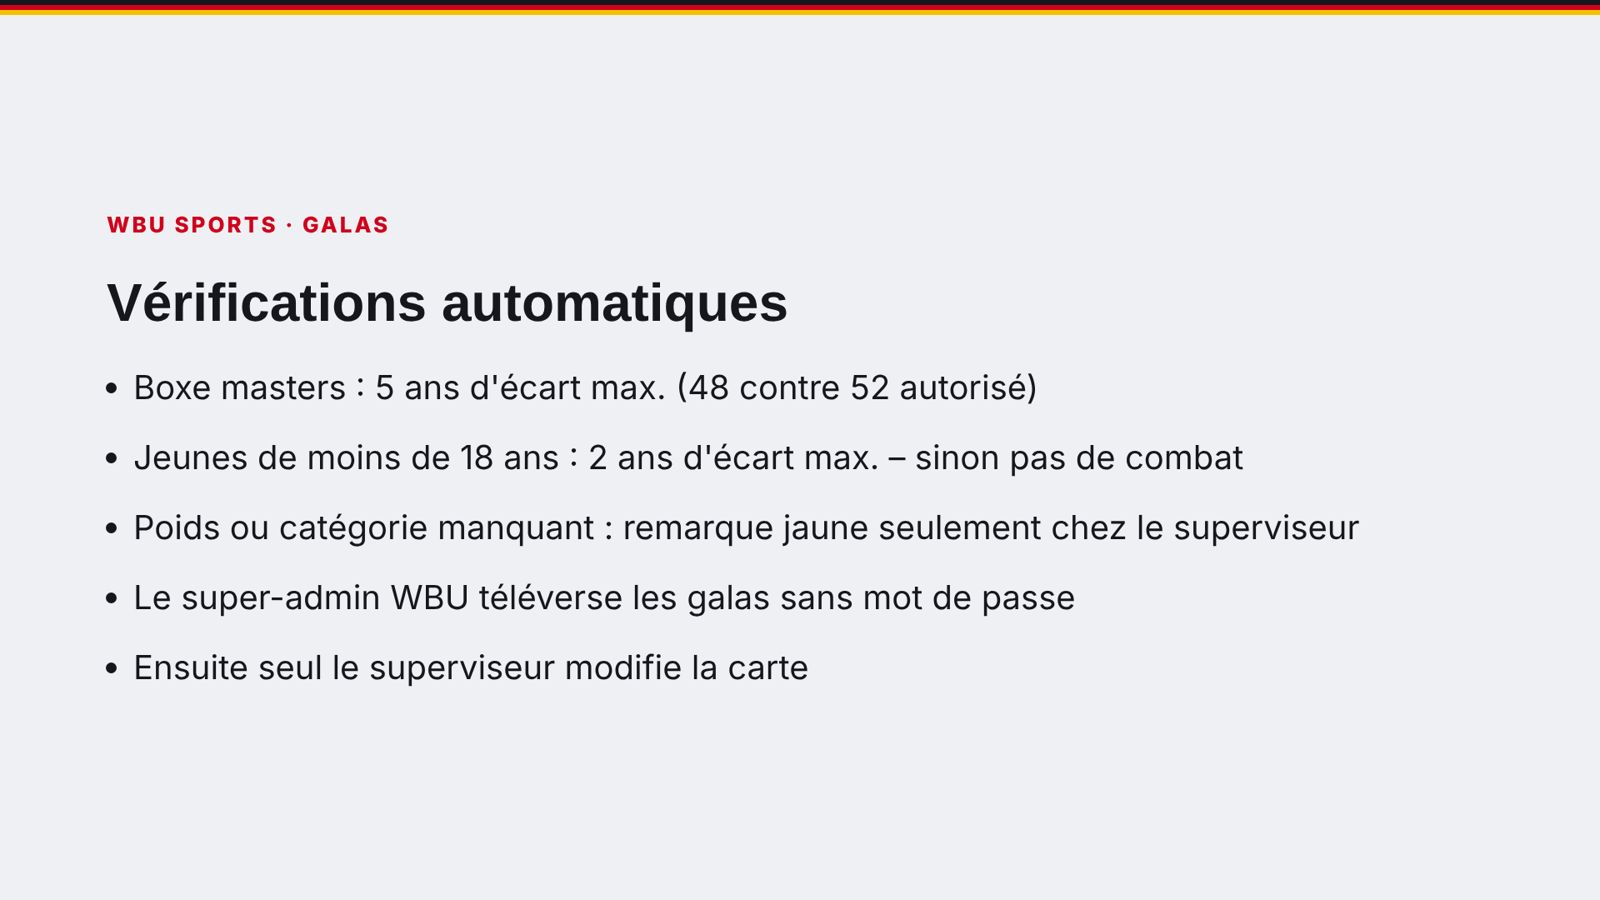 WBU SPORTS · GALAS
Vérifications automatiques
• Boxe masters : 5 ans d'écart max. (48 contre 52 autorisé)
• Jeunes de moins de 18 ans : 2 ans d'écart max. – sinon pas de combat
• Poids ou catégorie manquant : remarque jaune seulement chez le superviseur
• Le super-admin WBU téléverse les galas sans mot de passe
• Ensuite seul le superviseur modifie la carte